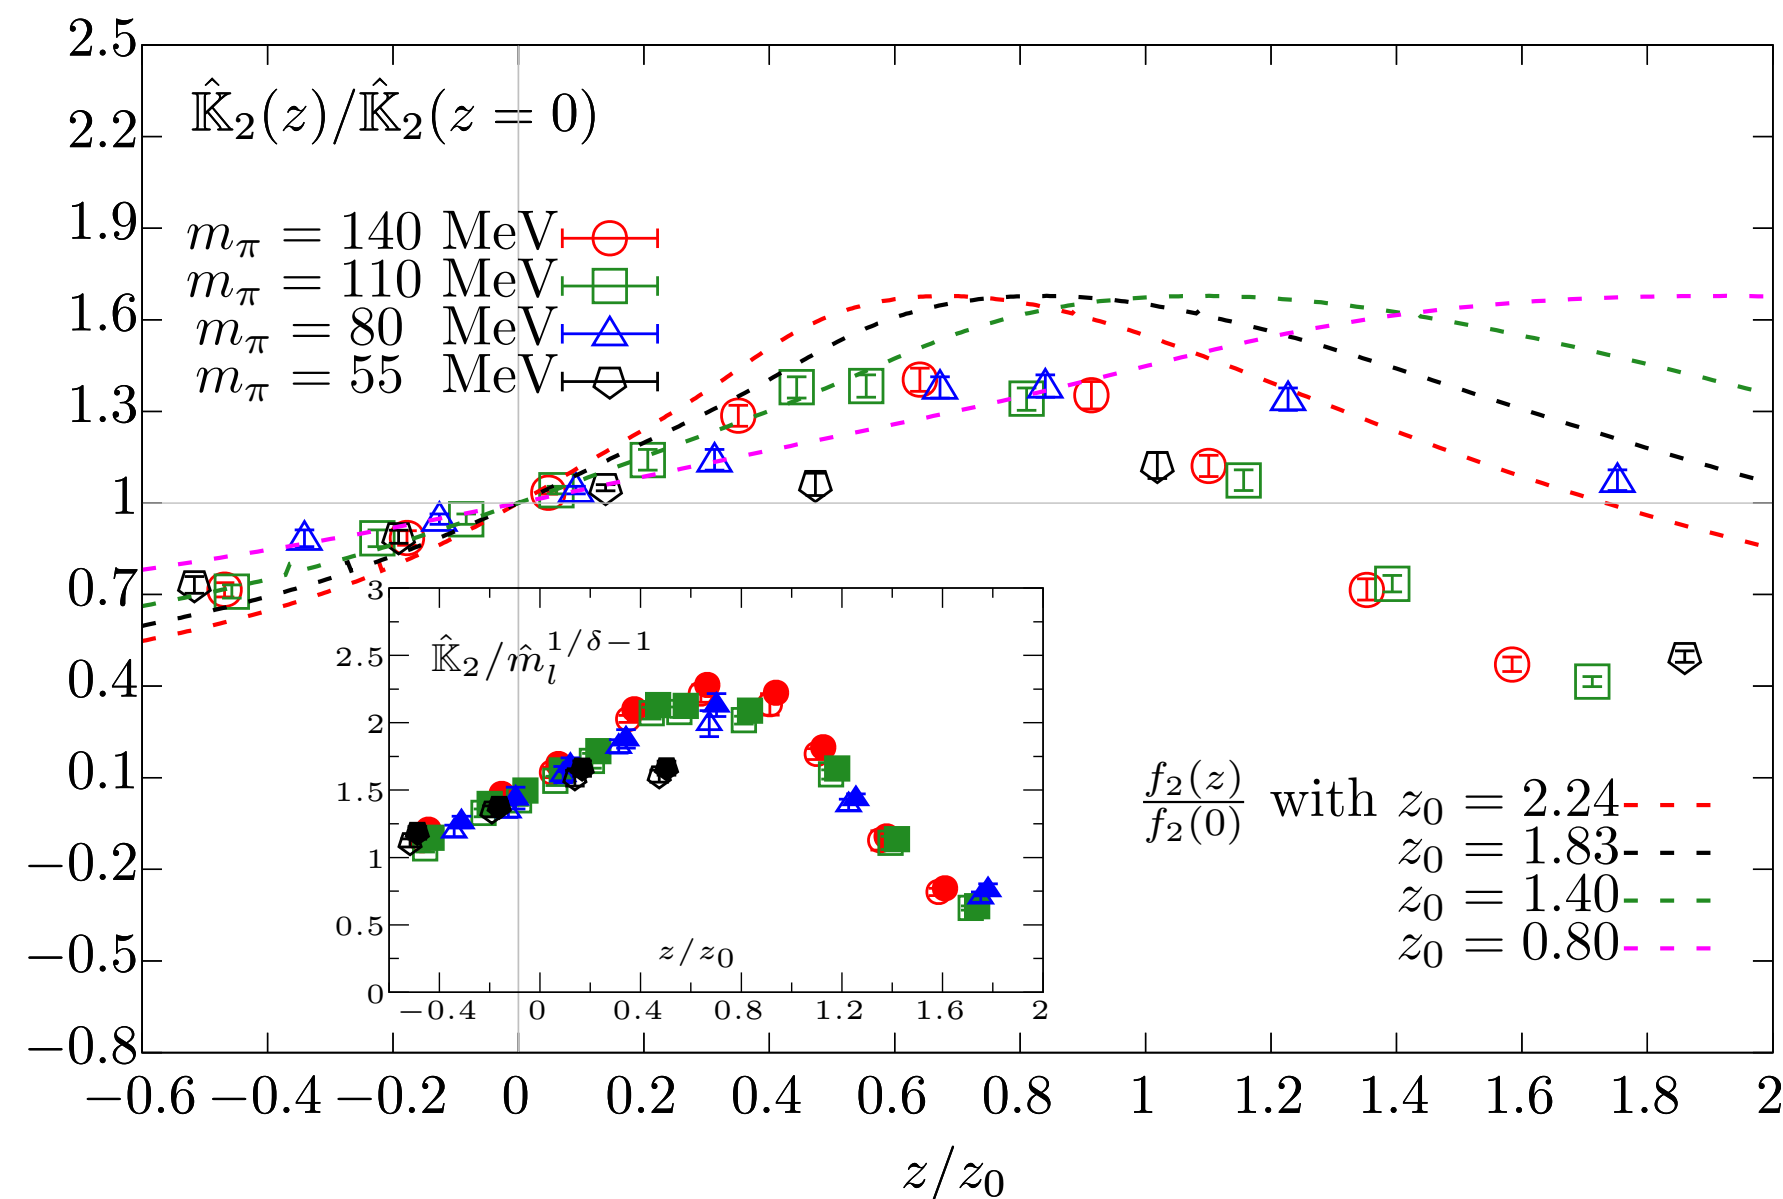 2.5
2.2
1.9
1.6
1.3
1
0.7
0.4
0.1
−0.2
−0.5
−0.8
𝕂̂₂(z)/𝕂̂₂(z = 0)
m_π = 140 MeV
m_π = 110 MeV
m_π = 80 MeV
m_π = 55 MeV
3
2.5
2
1.5
1
0.5
0
𝕂̂₂/m̂_l^{1/δ−1}
z/z₀
−0.4 0 0.4 0.8 1.2 1.6 2
f₂(z)/f₂(0) with z₀ = 2.24
z₀ = 1.83
z₀ = 1.40
z₀ = 0.80
−0.6 −0.4 −0.2 0 0.2 0.4 0.6 0.8 1 1.2 1.4 1.6 1.8 2
z/z₀